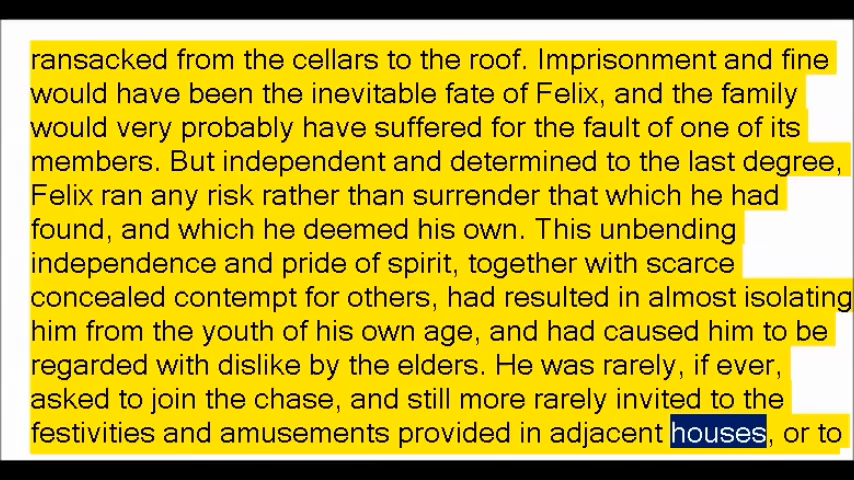 ransacked from the cellars to the roof. Imprisonment and fine
would have been the inevitable fate of Felix, and the family
would very probably have suffered for the fault of one of its
members. But independent and determined to the last degree,
Felix ran any risk rather than surrender that which he had
found, and which he deemed his own. This unbending
independence and pride of spirit, together with scarce
concealed contempt for others, had resulted in almost isolating
him from the youth of his own age, and had caused him to be
regarded with dislike by the elders. He was rarely, if ever,
asked to join the chase, and still more rarely invited to the
festivities and amusements provided in adjacent houses, or to